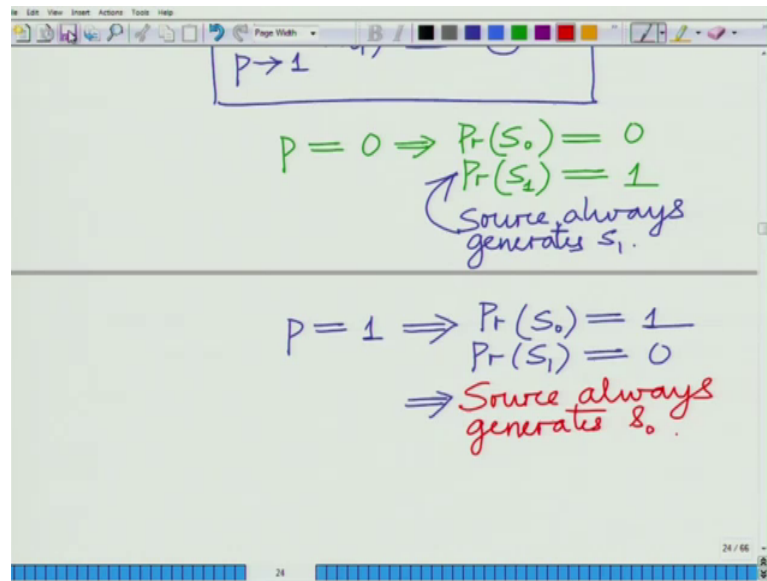 File Edit View Insert Actions Tools Help
Page Width
P → 1
P = 0 ⇒ Pr(S₀) = 0
Pr(S₁) = 1
Source always
generates S₁.
P = 1 ⇒ Pr(S₀) = 1
Pr(S₁) = 0
⇒ Source always
generates S₀.
24 / 66
24